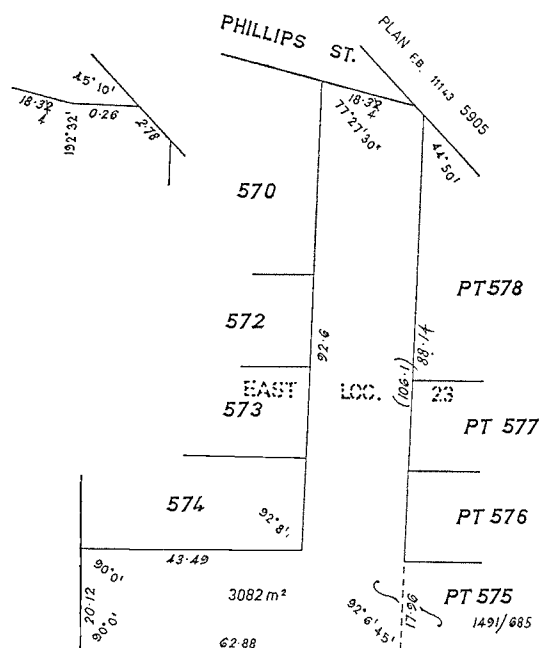 PHILLIPS ST.
PLAN F.B. 11143 5905
45° 10'
18·32
4
0·26
2·78
192° 32'
18·32
4
77° 27' 30"
44° 50'
570
PT 578
572
92·6
(106·1)
88·14
EAST LOC. 23
573
PT 577
574
92° 8'
PT 576
43·49
90° 0'
20·12
90° 0'
3082 m²
17·96
PT 575
1491/685
92° 6' 45"
62·88